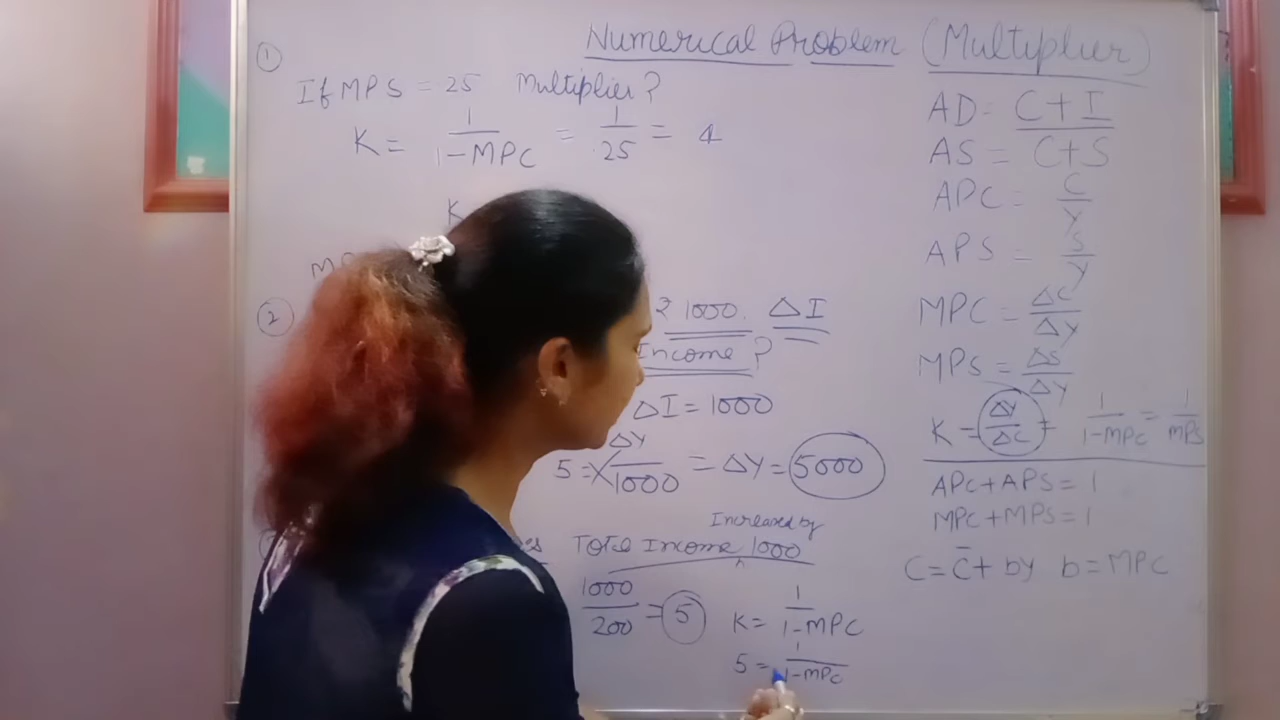 Numerical Problem (Multiplier)
①
If MPS = 25 Multiplier?
K = 1/1-MPC = 1/.25 = 4
K
②
₹ 1000. ΔI
Income ?
ΔI = 1000
5 = ΔY/1000 = ΔY = 5000
Increased by
Total Income 1000
1000/200 = 5
K = 1/1-MPC
5 = 1/1-MPC
AD = C+I
AS = C+S
APC = C/Y
APS = S/Y
MPC = ΔC/ΔY
MPS = ΔS/ΔY
K = ΔY/ΔC = 1/1-MPC = 1/MPS
APC+APS = 1
MPC+MPS = 1
C = C̄ + by b = MPC